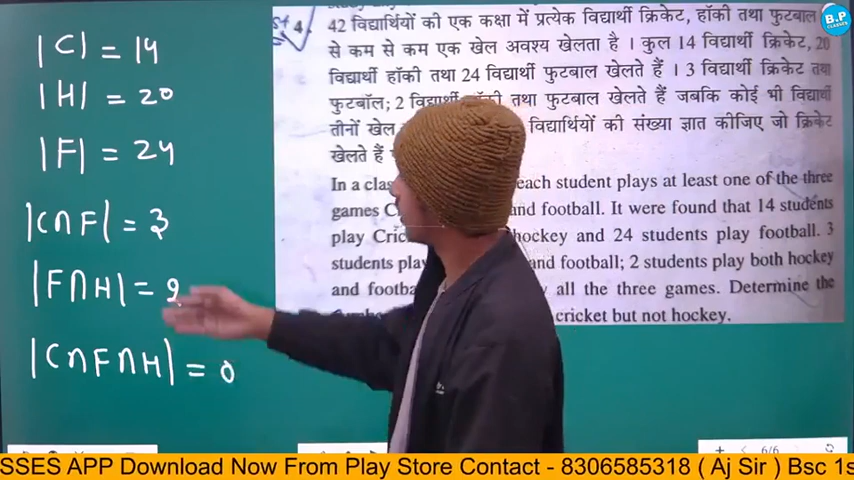 |C| = 14
|H| = 20
|F| = 24
|C∩F| = 3
|F∩H| = 2
|C∩F∩H| = 0
4. 42 विद्यार्थियों की एक कक्षा में प्रत्येक विद्यार्थी क्रिकेट, हॉकी तथा फुटबाल
से कम से कम एक खेल अवश्य खेलता है । कुल 14 विद्यार्थी क्रिकेट, 20
विद्यार्थी हॉकी तथा 24 विद्यार्थी फुटबाल खेलते हैं । 3 विद्यार्थी क्रिकेट तथा
फुटबॉल; 2 तथा फुटबाल खेलते हैं जबकि कोई भी विद्यार्थी
तीनों खेल विद्यार्थियों की संख्या ज्ञात कीजिए जो क्रिकेट
खेलते हैं
In a each student plays at least one of the three
games and football. It were found that 14 students
play hockey and 24 students play football. 3
students and football; 2 students play both hockey
and all the three games. Determine the
cricket but not hockey.
B.P
CLASSES
6/6
SSES APP Download Now From Play Store Contact - 8306585318 ( Aj Sir ) Bsc 1s